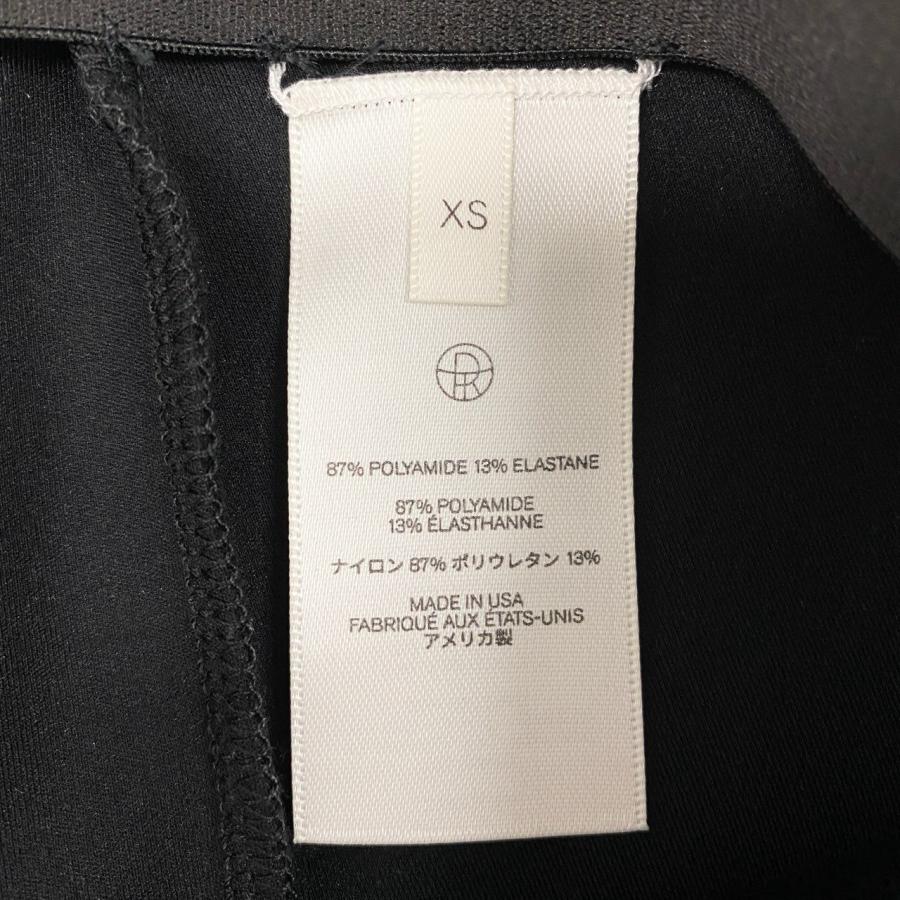 XS
87% POLYAMIDE 13% ELASTANE
87% POLYAMIDE
13% ÉLASTHANNE
ナイロン 87% ポリウレタン 13%
MADE IN USA
FABRIQUÉ AUX ÉTATS-UNIS
アメリカ製